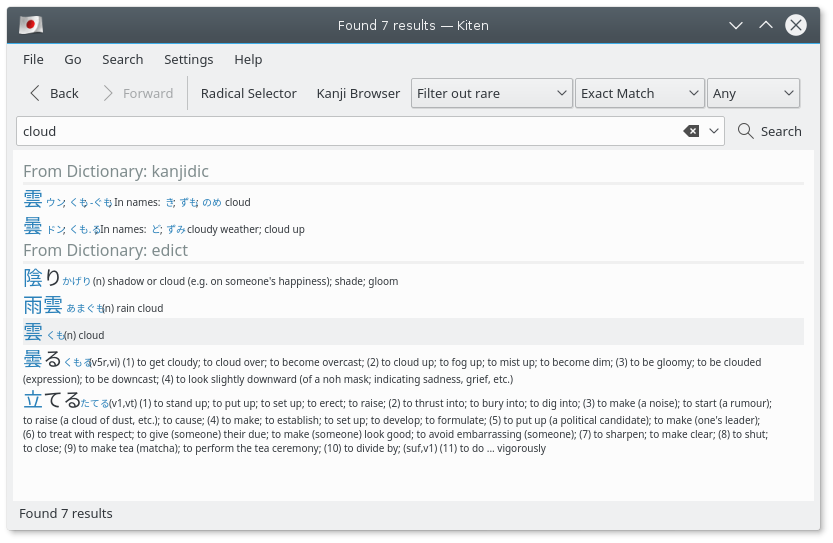 Found 7 results — Kiten
File Go Search Settings Help
Back Forward Radical Selector Kanji Browser Filter out rare Exact Match Any
cloud Search
From Dictionary: kanjidic
雲 ウン; くも; -ぐも; In names: き; ずも; のめ cloud
曇 ドン; くも.る In names: ど; ずみ cloudy weather; cloud up
From Dictionary: edict
陰り かげり (n) shadow or cloud (e.g. on someone's happiness); shade; gloom
雨雲 あまぐも (n) rain cloud
雲 くも (n) cloud
曇る くもる (v5r,vi) (1) to get cloudy; to cloud over; to become overcast; (2) to cloud up; to fog up; to mist up; to become dim; (3) to be gloomy; to be clouded
(expression); to be downcast; (4) to look slightly downward (of a noh mask; indicating sadness, grief, etc.)
立てる たてる (v1,vt) (1) to stand up; to put up; to set up; to erect; to raise; (2) to thrust into; to bury into; to dig into; (3) to make (a noise); to start (a rumour);
to raise (a cloud of dust, etc.); to cause; (4) to make; to establish; to set up; to develop; to formulate; (5) to put up (a political candidate); to make (one's leader);
(6) to treat with respect; to give (someone) their due; to make (someone) look good; to avoid embarrassing (someone); (7) to sharpen; to make clear; (8) to shut;
to close; (9) to make tea (matcha); to perform the tea ceremony; (10) to divide by; (suf,v1) (11) to do ... vigorously
Found 7 results